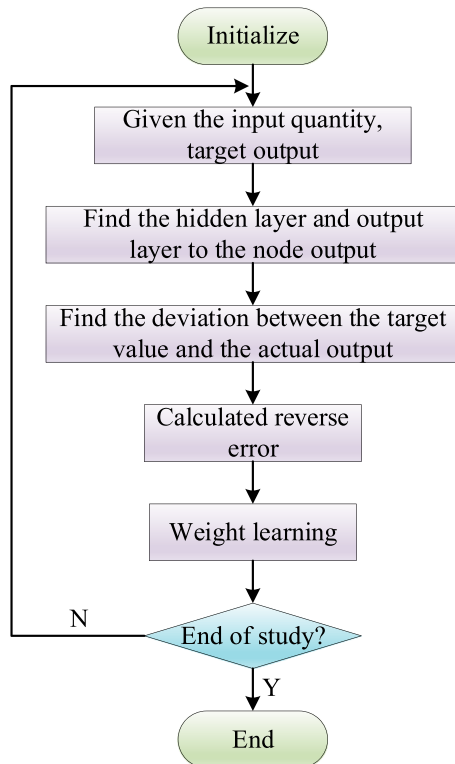 Initialize
Given the input quantity,
target output
Find the hidden layer and output
layer to the node output
Find the deviation between the target
value and the actual output
Calculated reverse
error
Weight learning
N
End of study?
Y
End